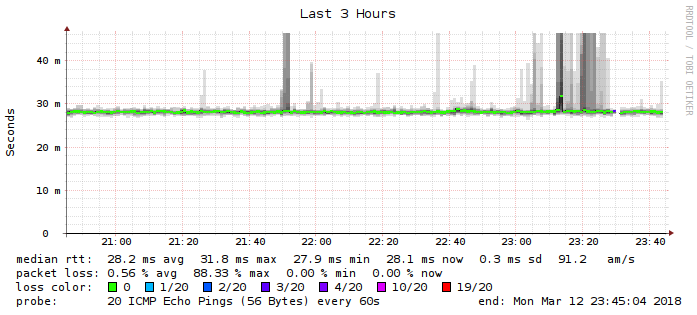 Last 3 Hours
RRDTOOL / TOBI OETIKER
Seconds
40 m
30 m
20 m
10 m
0
21:00 21:20 21:40 22:00 22:20 22:40 23:00 23:20 23:40
median rtt: 28.2 ms avg 31.8 ms max 27.9 ms min 28.1 ms now 0.3 ms sd 91.2 am/s
packet loss: 0.56 % avg 88.33 % max 0.00 % min 0.00 % now
loss color: 0 1/20 2/20 3/20 4/20 10/20 19/20
probe: 20 ICMP Echo Pings (56 Bytes) every 60s end: Mon Mar 12 23:45:04 2018